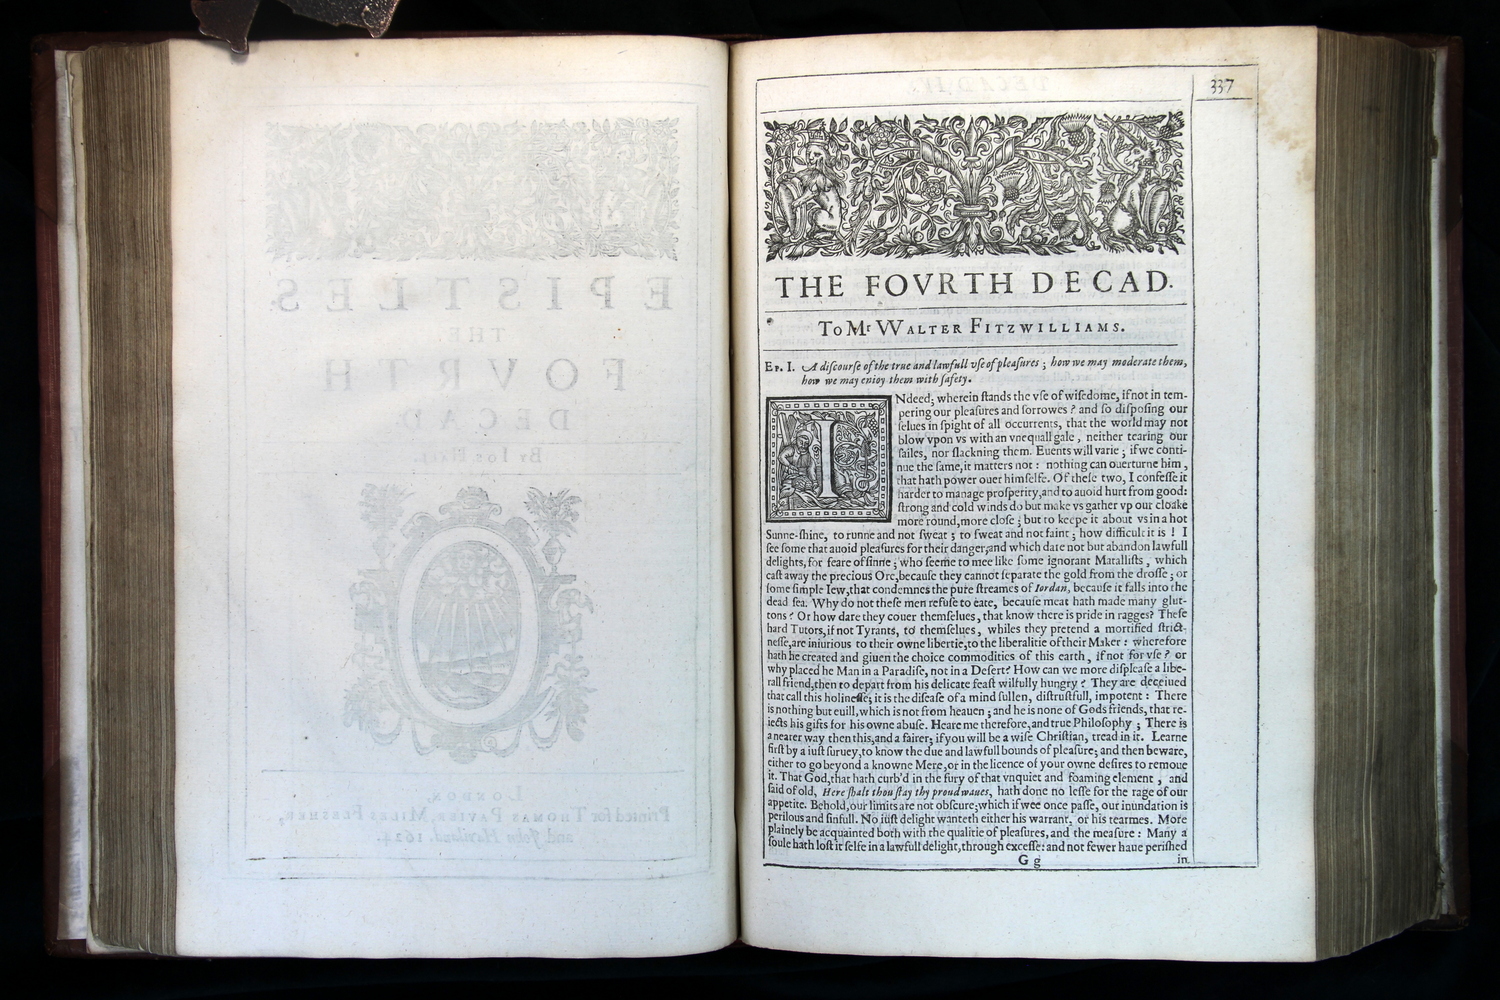 EPISTLES
THE
FOVRTH
DECAD.
By Ios. Hall.
London,
Printed for Thomas Pavier, Miles Flesher,
and John Haviland. 1624.
337
THE FOVRTH DECAD.
To Mr Walter Fitzwilliams.
Ep. I. A diſcourſe of the true and lawfull vſe of pleaſures ; how we may moderate them,
how we may enioy them with ſafety.
INdeed; wherein ſtands the vſe of wiſedome, if not in tem-
pering our pleaſures and ſorrowes ? and ſo diſpoſing our
ſelues in ſpight of all occurrents, that the world may not
blow vpon vs with an vnequall gale , neither tearing our
ſailes, nor ſlackning them. Euents will varie ; if we conti-
nue the ſame, it matters not : nothing can ouerturne him ,
that hath power ouer himſelfe. Of theſe two, I confeſſe it
harder to manage proſperity, and to auoid hurt from good:
ſtrong and cold winds do but make vs gather vp our cloake
more round, more cloſe ; but to keepe it about vs in a hot
Sunne-ſhine, to runne and not ſweat ; to ſweat and not faint ; how difficult it is ! I
ſee ſome that auoid pleaſures for their danger; and which dare not but abandon lawfull
delights, for feare of ſinne ; who ſeeme to mee like ſome ignorant Matalliſts , which
caſt away the precious Ore, becauſe they cannot ſeparate the gold from the droſſe ; or
ſome ſimple Iew, that condemnes the pure ſtreames of Iordan, becauſe it falls into the
dead ſea. Why do not theſe men refuſe to eate, becauſe meat hath made many glut-
tons ? Or how dare they couer themſelues, that know there is pride in ragges? Theſe
hard Tutors, if not Tyrants, to themſelues, whiles they pretend a mortified ſtrict-
neſſe, are iniurious to their owne libertie, to the liberalitie of their Maker : wherefore
hath he created and giuen the choice commodities of this earth , if not for vſe ? or
why placed he Man in a Paradiſe, not in a Deſert? How can we more diſpleaſe a libe-
rall friend, then to depart from his delicate feaſt wilfully hungry ? They are deceiued
that call this holineſſe; it is the diſeaſe of a mind ſullen, diſtruſtfull, impotent : There
is nothing but euill, which is not from heauen ; and he is none of Gods friends, that re-
iects his gifts for his owne abuſe. Heare me therefore, and true Philoſophy ; There is
a nearer way then this, and a fairer; if you will be a wiſe Chriſtian, tread in it. Learne
firſt by a iuſt ſuruey, to know the due and lawfull bounds of pleaſure; and then beware,
either to go beyond a knowne Mere, or in the licence of your owne deſires to remoue
it. That God, that hath curb'd in the fury of that vnquiet and foaming element , and
ſaid of old, Here ſhalt thou ſtay thy proud waues, hath done no leſſe for the rage of our
appetite. Behold, our limits are not obſcure; which if wee once paſſe, our inundation is
perilous and ſinfull. No iuſt delight wanteth either his warrant, or his tearmes. More
plainely be acquainted both with the qualitie of pleaſures, and the meaſure : Many a
ſoule hath loſt it ſelfe in a lawfull delight, through exceſſe: and not fewer haue periſhed
G g
in